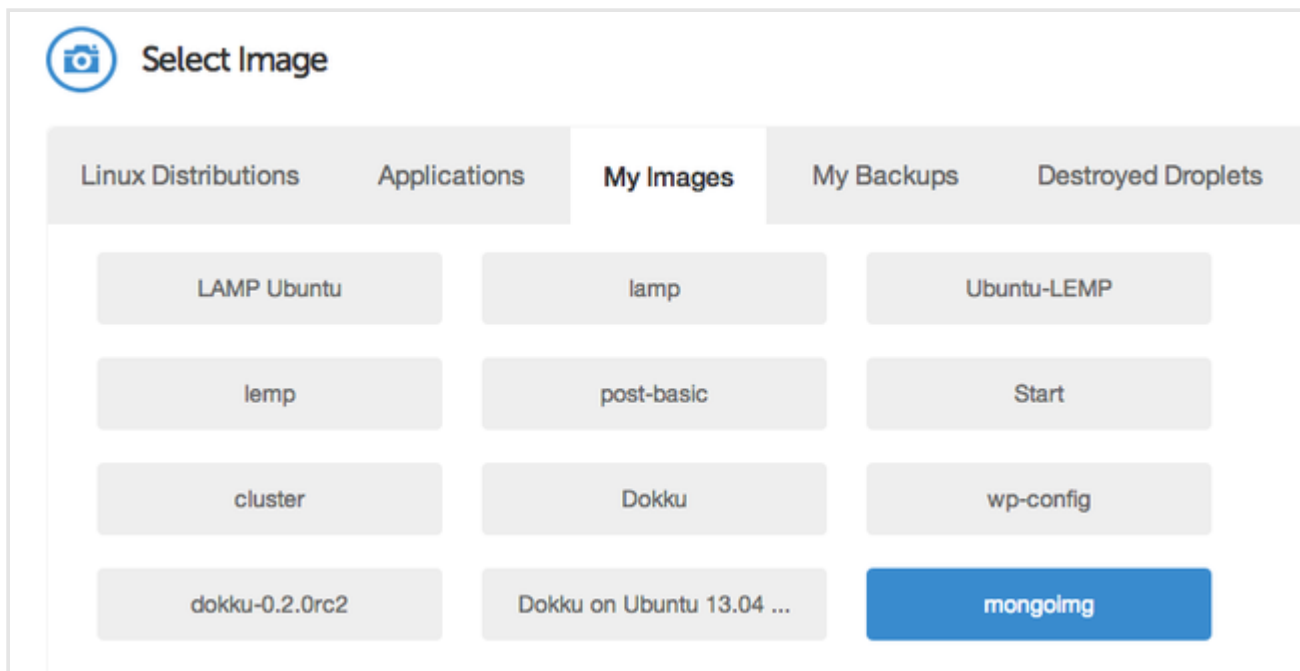 Select Image
Linux Distributions Applications My Images My Backups Destroyed Droplets
LAMP Ubuntu lamp Ubuntu-LEMP
lemp post-basic Start
cluster Dokku wp-config
dokku-0.2.0rc2 Dokku on Ubuntu 13.04 ... mongoImg